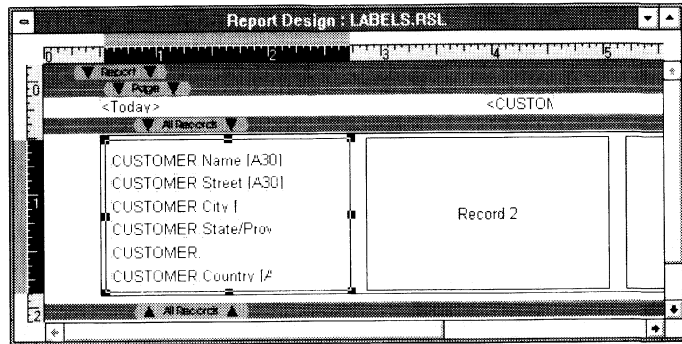 Report Design : LABELS.RSL
0 1 2 3 4 5
Report
0
Page
<Today> <CUSTOM
All Records
CUSTOMER Name [A30]
CUSTOMER Street [A30]
1
CUSTOMER City [
Record 2
CUSTOMER State/Prov
CUSTOMER.
CUSTOMER Country [A
All Records
2